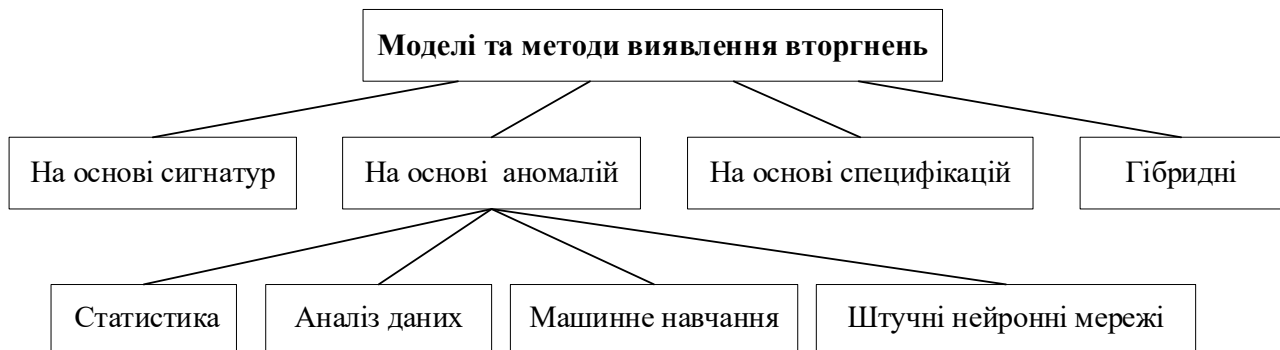 Моделі та методи виявлення вторгнень
На основі сигнатур
На основі аномалій
На основі специфікацій
Гібридні
Статистика
Аналіз даних
Машинне навчання
Штучні нейронні мережі